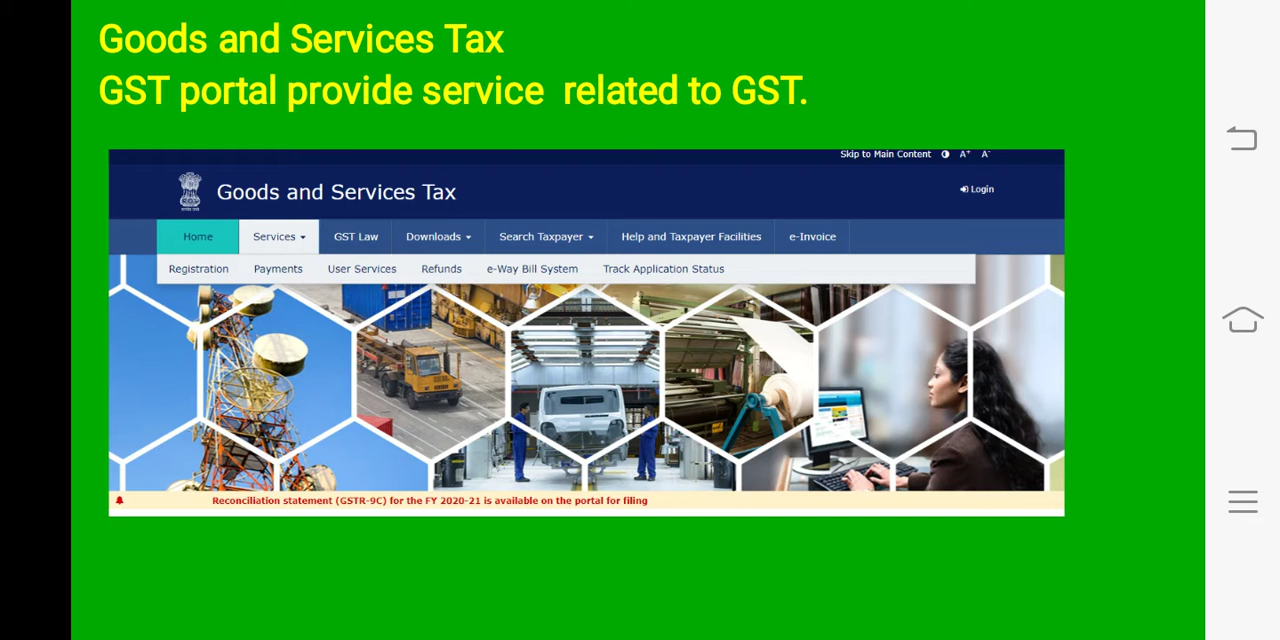 Goods and Services Tax
GST portal provide service  related to GST.
Skip to Main Content A+ A-
Goods and Services Tax
Login
Home Services GST Law Downloads Search Taxpayer Help and Taxpayer Facilities e-Invoice
Registration Payments User Services Refunds e-Way Bill System Track Application Status
Reconciliation statement (GSTR-9C) for the FY 2020-21 is available on the portal for filing